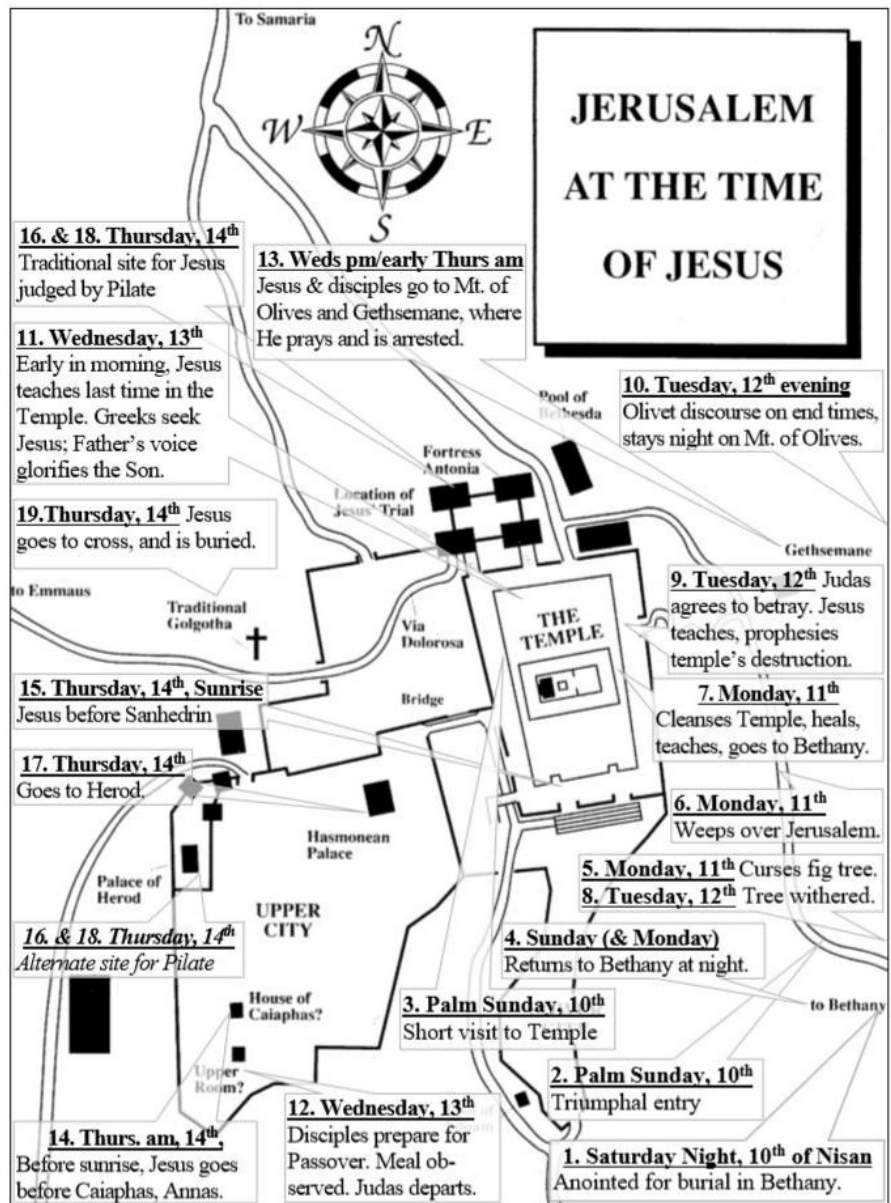 To Samaria
N
W
E
S
JERUSALEM
AT THE TIME
OF JESUS
16. & 18. Thursday, 14th
Traditional site for Jesus
judged by Pilate
13. Weds pm/early Thurs am
Jesus & disciples go to Mt. of
Olives and Gethsemane, where
He prays and is arrested.
11. Wednesday, 13th
Early in morning, Jesus
teaches last time in the
Temple. Greeks seek
Jesus; Father's voice
glorifies the Son.
10. Tuesday, 12th evening
Olivet discourse on end times,
stays night on Mt. of Olives.
Pool of
Bethesda
Fortress
Antonia
Location of
Jesus' Trial
19.Thursday, 14th Jesus
goes to cross, and is buried.
Gethsemane
to Emmaus
Traditional
Golgotha
Via
Dolorosa
THE
TEMPLE
9. Tuesday, 12th Judas
agrees to betray. Jesus
teaches, prophesies
temple's destruction.
15. Thursday, 14th, Sunrise
Jesus before Sanhedrin
Bridge
7. Monday, 11th
Cleanses Temple, heals,
teaches, goes to Bethany.
17. Thursday, 14th
Goes to Herod.
6. Monday, 11th
Weeps over Jerusalem.
Hasmonean
Palace
Palace of
Herod
5. Monday, 11th Curses fig tree.
8. Tuesday, 12th Tree withered.
UPPER
CITY
16. & 18. Thursday, 14th
Alternate site for Pilate
4. Sunday (& Monday)
Returns to Bethany at night.
House of
Caiaphas?
3. Palm Sunday, 10th
Short visit to Temple
to Bethany
Upper
Room?
2. Palm Sunday, 10th
Triumphal entry
12. Wednesday, 13th
Disciples prepare for
Passover. Meal ob-
served. Judas departs.
14. Thurs. am, 14th,
Before sunrise, Jesus goes
before Caiaphas, Annas.
1. Saturday Night, 10th of Nisan
Anointed for burial in Bethany.